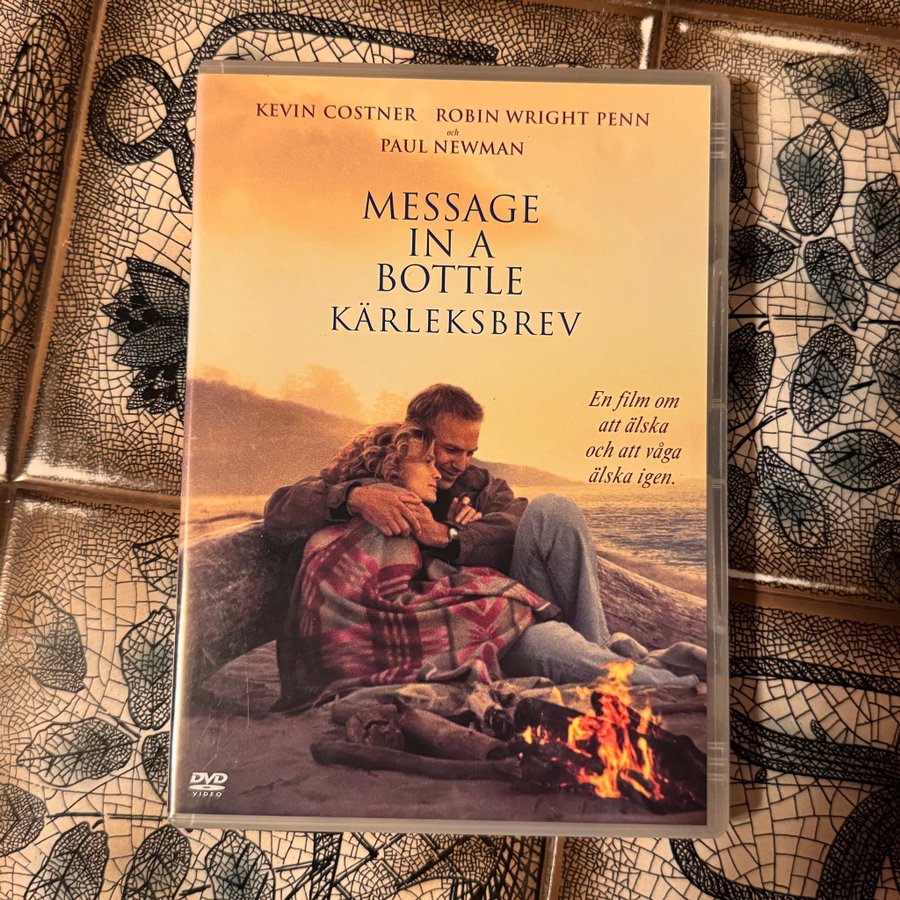 KEVIN COSTNER ROBIN WRIGHT PENN
och
PAUL NEWMAN
MESSAGE
IN A
BOTTLE
KÄRLEKSBREV
En film om
att älska
och att våga
älska igen.
DVD
VIDEO